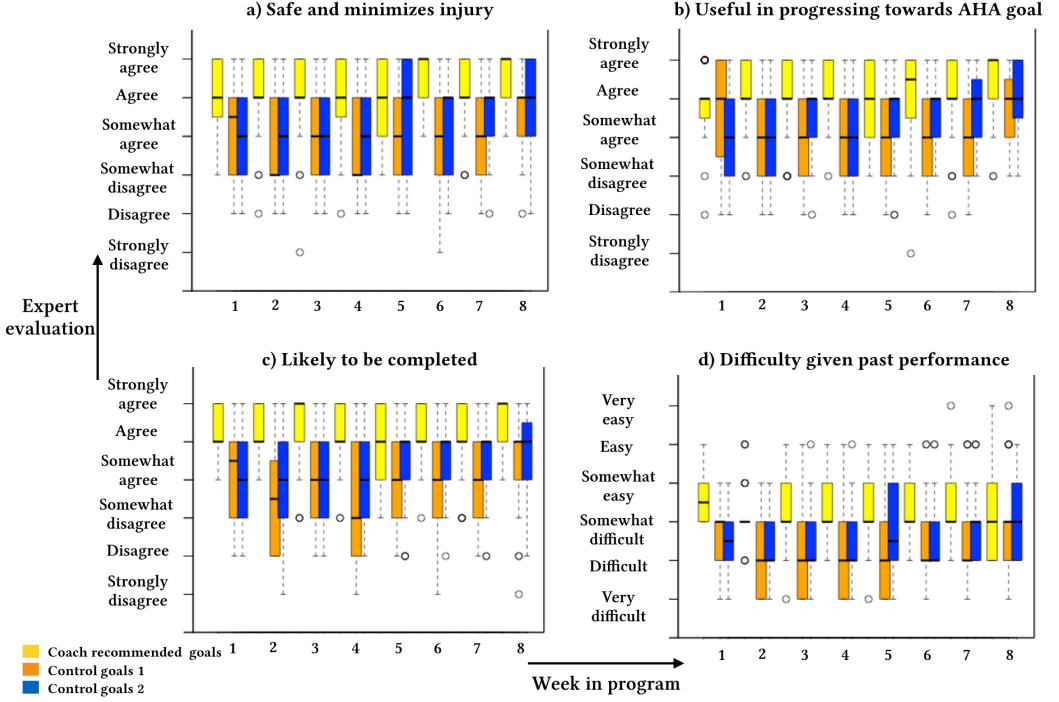 a) Safe and minimizes injury
Strongly
agree
Agree
Somewhat
agree
Somewhat
disagree
Disagree
Strongly
disagree
1 2 3 4 5 6 7 8
b) Useful in progressing towards AHA goal
Strongly
agree
Agree
Somewhat
agree
Somewhat
disagree
Disagree
Strongly
disagree
1 2 3 4 5 6 7 8
Expert
evaluation
c) Likely to be completed
Strongly
agree
Agree
Somewhat
agree
Somewhat
disagree
Disagree
Strongly
disagree
1 2 3 4 5 6 7 8
d) Difficulty given past performance
Very
easy
Easy
Somewhat
easy
Somewhat
difficult
Difficult
Very
difficult
1 2 3 4 5 6 7 8
Coach recommended goals
Control goals 1
Control goals 2
Week in program